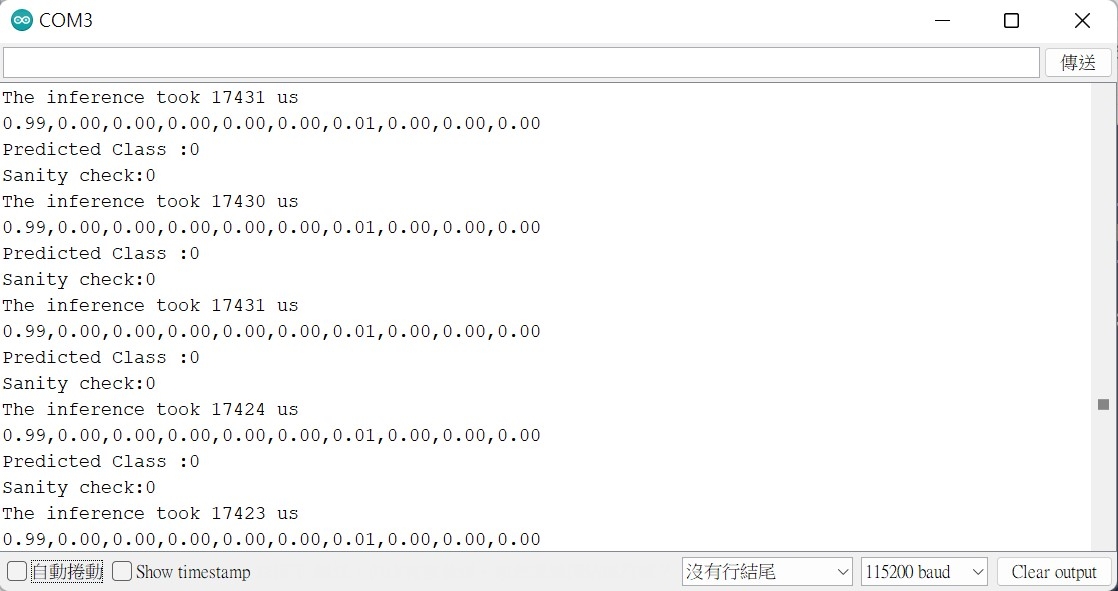 COM3
傳送
The inference took 17431 us
0.99,0.00,0.00,0.00,0.00,0.00,0.01,0.00,0.00,0.00
Predicted Class :0
Sanity check:0
The inference took 17430 us
0.99,0.00,0.00,0.00,0.00,0.00,0.01,0.00,0.00,0.00
Predicted Class :0
Sanity check:0
The inference took 17431 us
0.99,0.00,0.00,0.00,0.00,0.00,0.01,0.00,0.00,0.00
Predicted Class :0
Sanity check:0
The inference took 17424 us
0.99,0.00,0.00,0.00,0.00,0.00,0.01,0.00,0.00,0.00
Predicted Class :0
Sanity check:0
The inference took 17423 us
0.99,0.00,0.00,0.00,0.00,0.00,0.01,0.00,0.00,0.00
自動捲動 Show timestamp 沒有行結尾 115200 baud Clear output